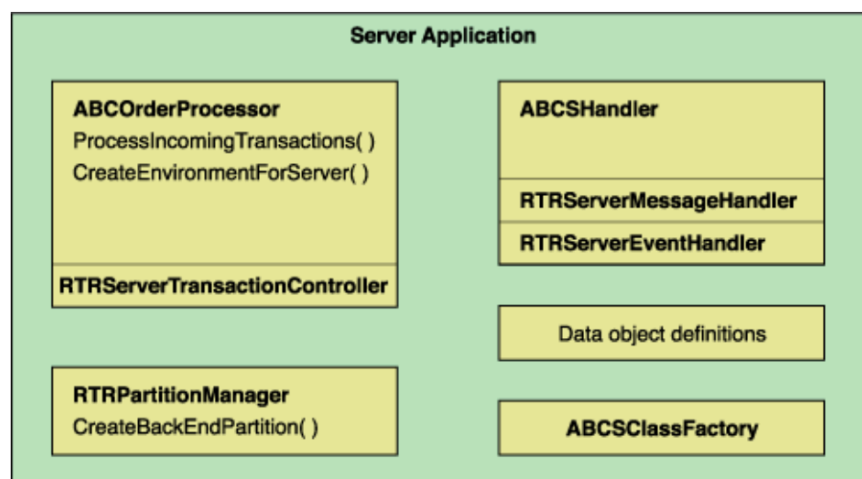 Server Application
ABCOrderProcessor
ProcessIncomingTransactions( )
CreateEnvironmentForServer( )
RTRServerTransactionController
RTRPartitionManager
CreateBackEndPartition( )
ABCSHandler
RTRServerMessageHandler
RTRServerEventHandler
Data object definitions
ABCSClassFactory